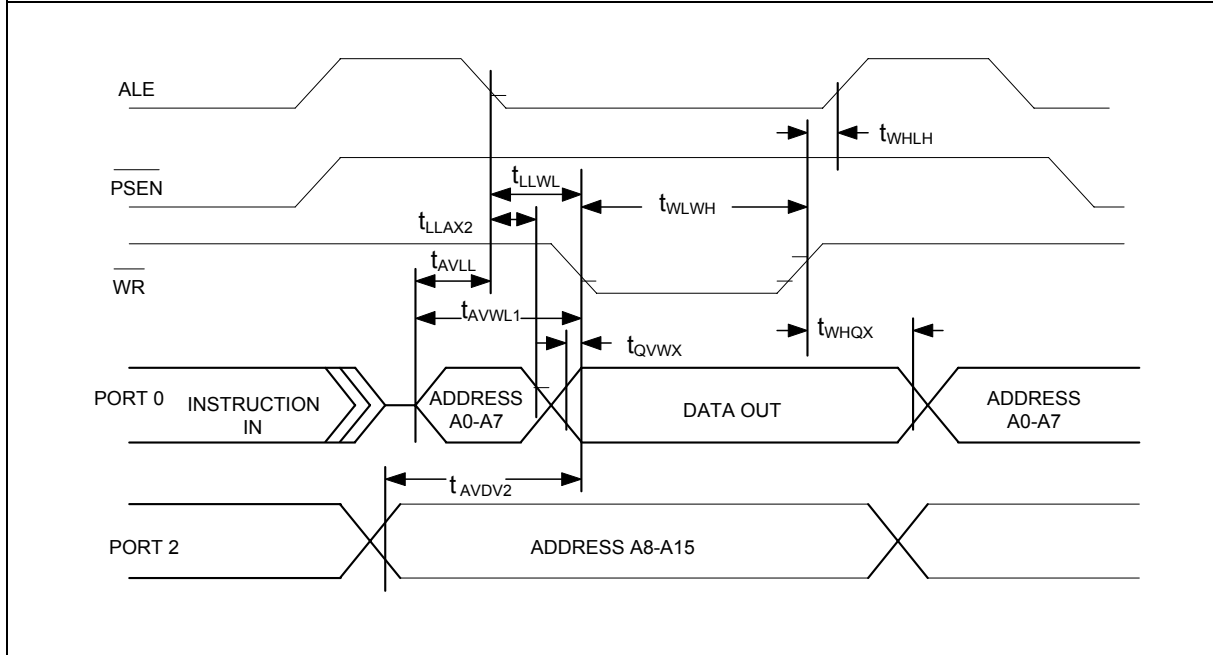 ALE
tWHLH
PSEN
tLLWL
tWLWH
tLLAX2
WR
tAVLL
tAVWL1
tWHQX
tQVWX
PORT 0
INSTRUCTION
IN
ADDRESS
A0-A7
DATA OUT
ADDRESS
A0-A7
tAVDV2
PORT 2
ADDRESS A8-A15